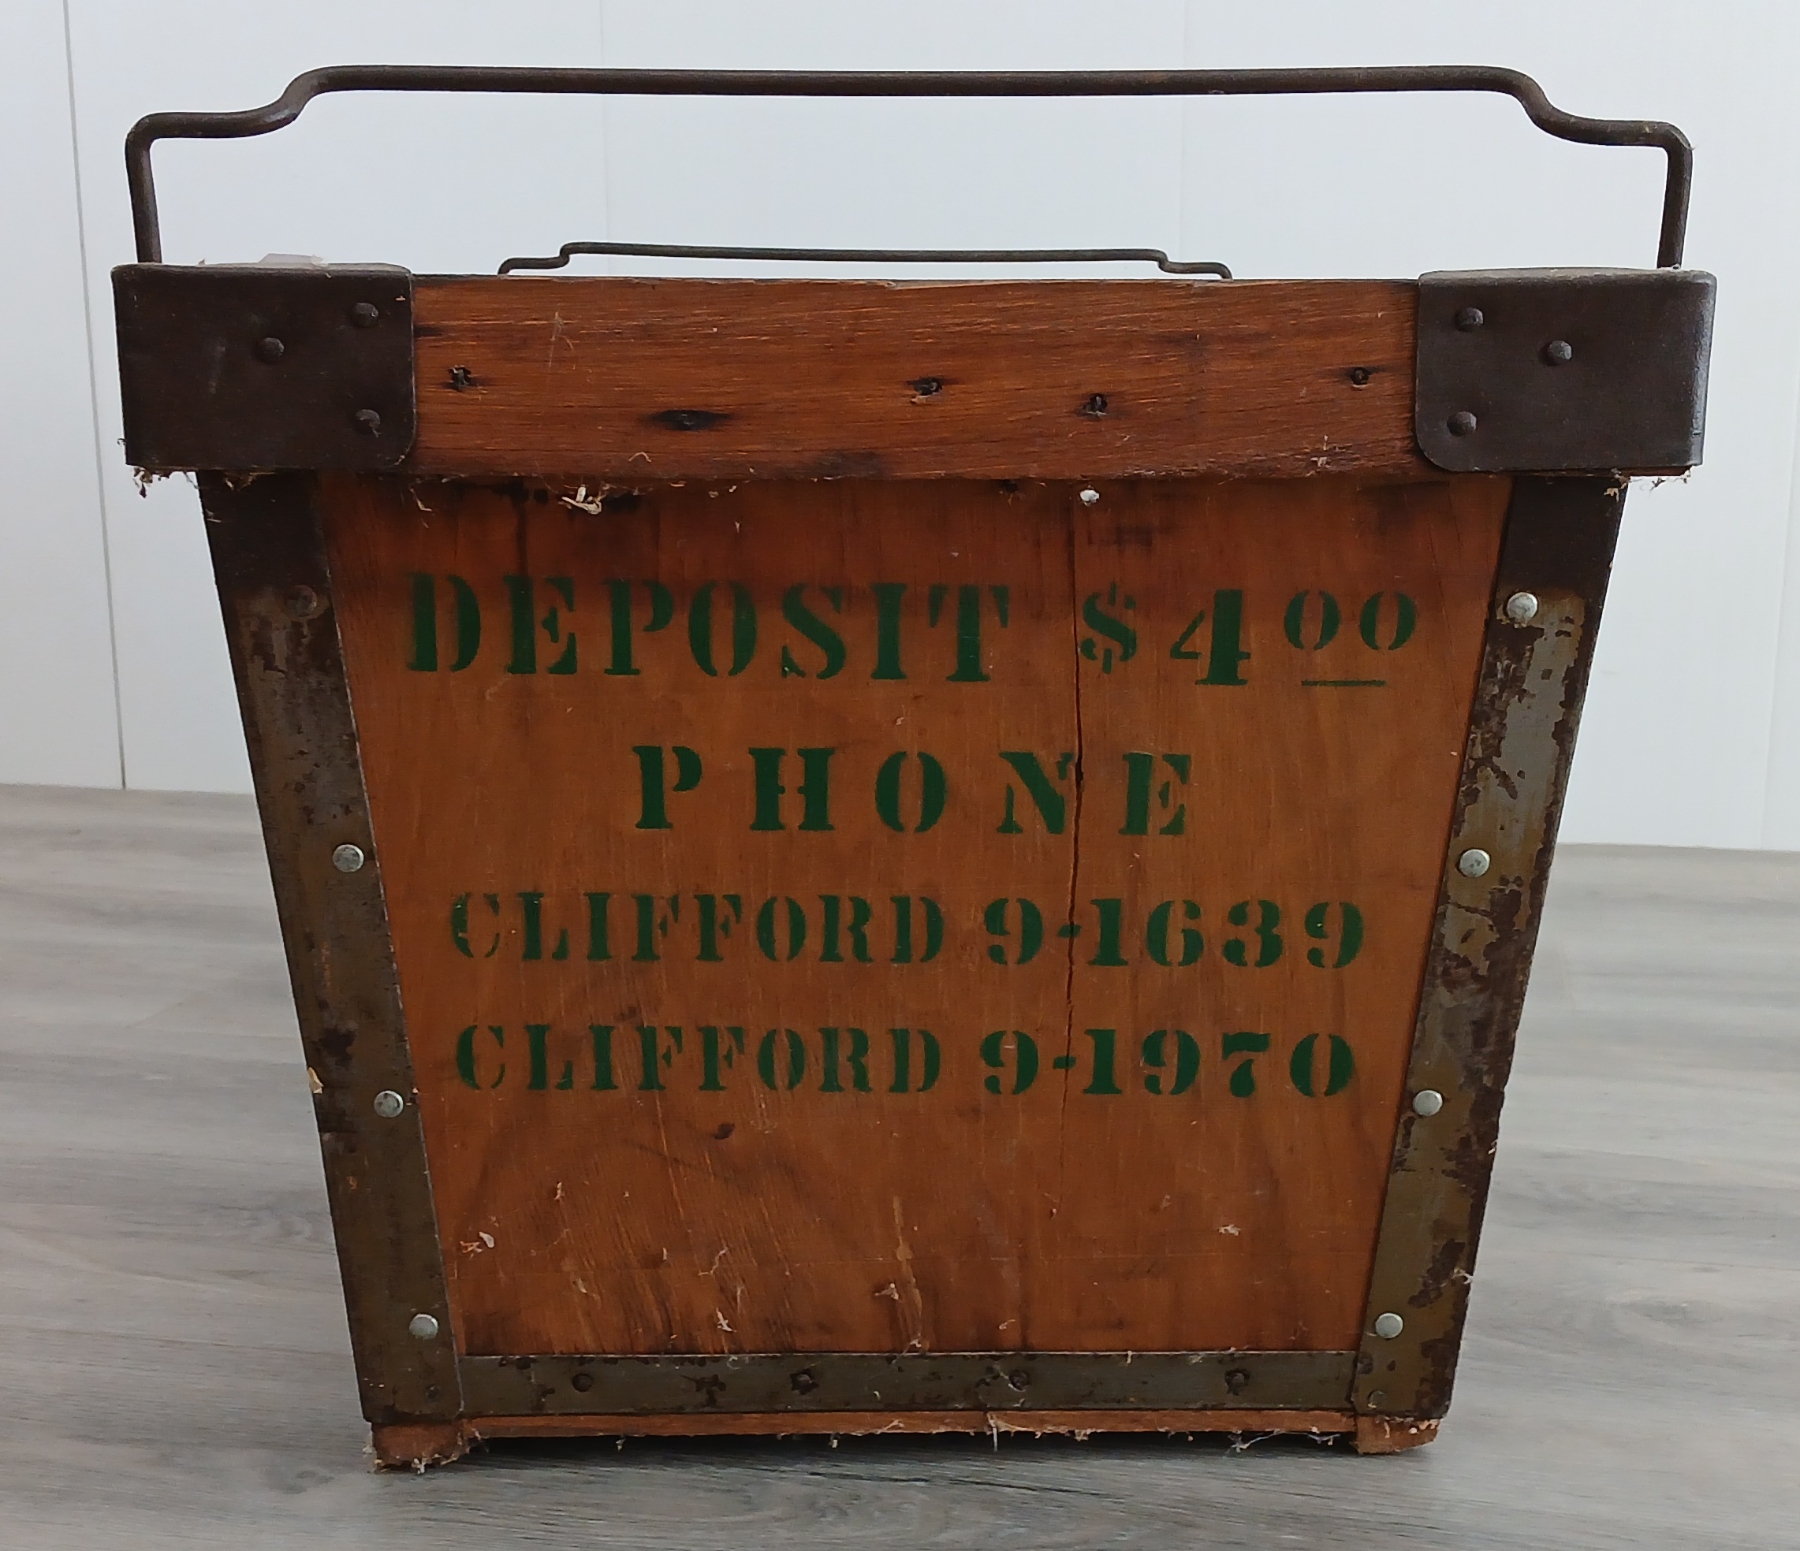 DEPOSIT $4.00
PHONE
CLIFFORD 9-1639
CLIFFORD 9-1970